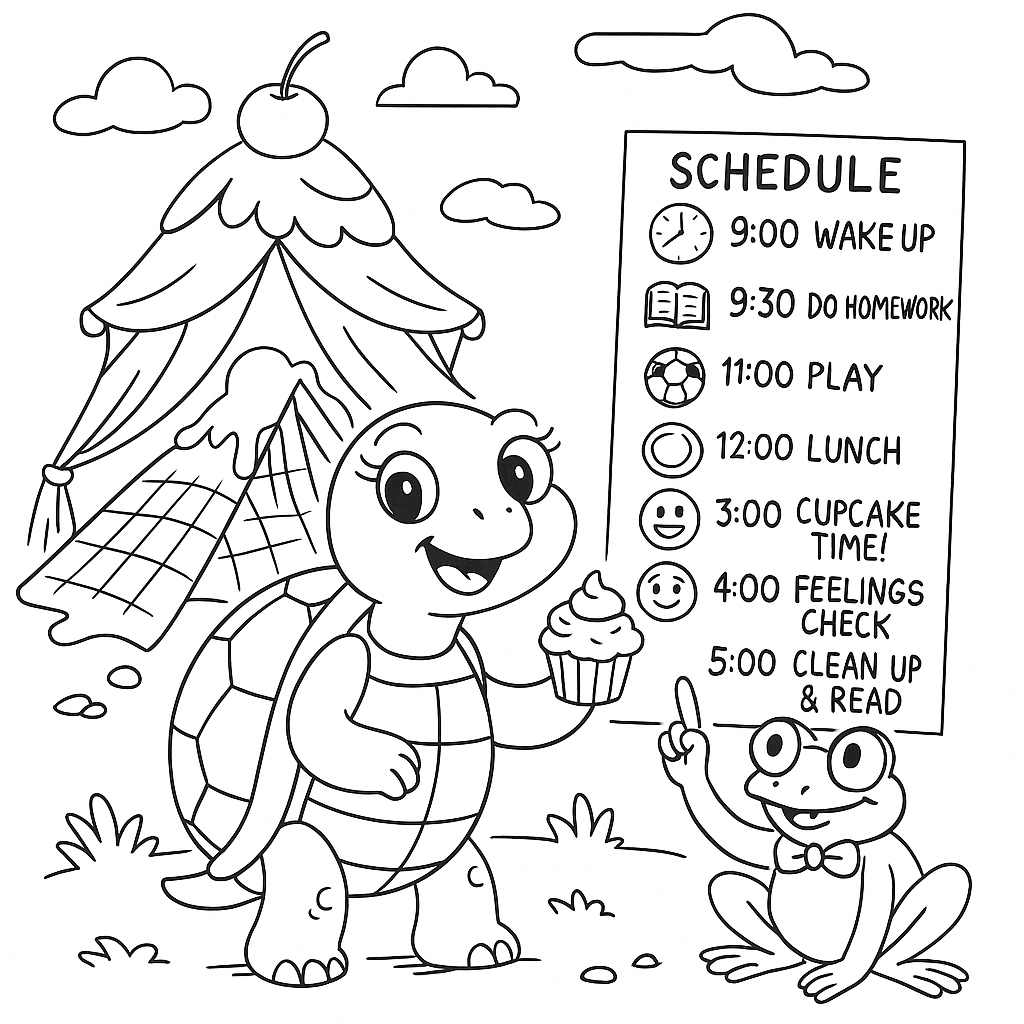 SCHEDULE
9:00 WAKE UP
9:30 DO HOMEWORK
11:00 PLAY
12:00 LUNCH
3:00 CUPCAKE
TIME!
4:00 FEELINGS
CHECK
5:00 CLEAN UP
& READ